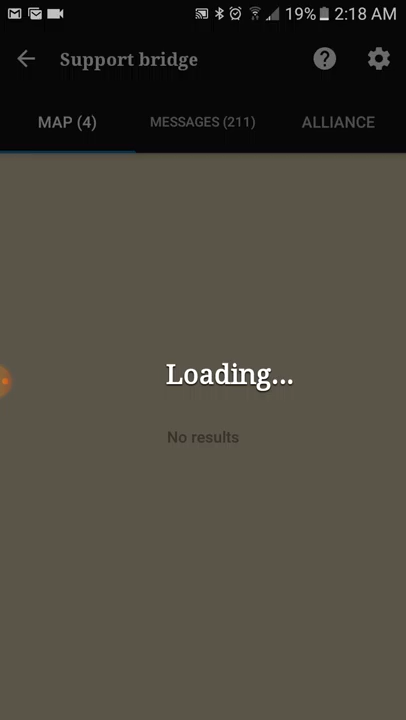 19% 2:18 AM
Support bridge
MAP (4) MESSAGES (211) ALLIANCE
Loading...
No results